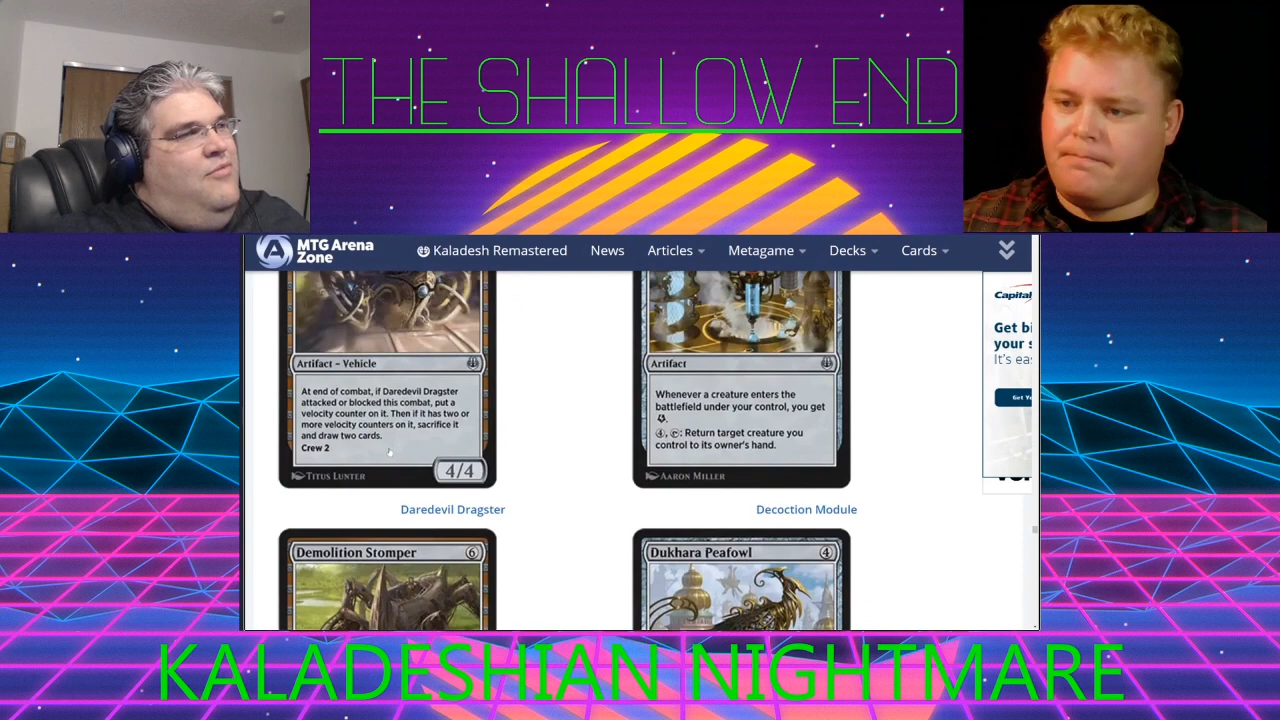 THE SHALLOW END
MTG Arena
Zone
Kaladesh Remastered
News
Articles
Metagame
Decks
Cards
Artifact – Vehicle
At end of combat, if Daredevil Dragster
attacked or blocked this combat, put a
velocity counter on it. Then if it has two or
more velocity counters on it, sacrifice it
and draw two cards.
Crew 2
TITUS LUNTER
4/4
Daredevil Dragster
Artifact
Whenever a creature enters the
battlefield under your control, you get
.
4, : Return target creature you
control to its owner's hand.
AARON MILLER
Decoction Module
Demolition Stomper 6
Dukhara Peafowl 4
Capital
Get bi
your s
It's ea
KALADESHIAN NIGHTMARE